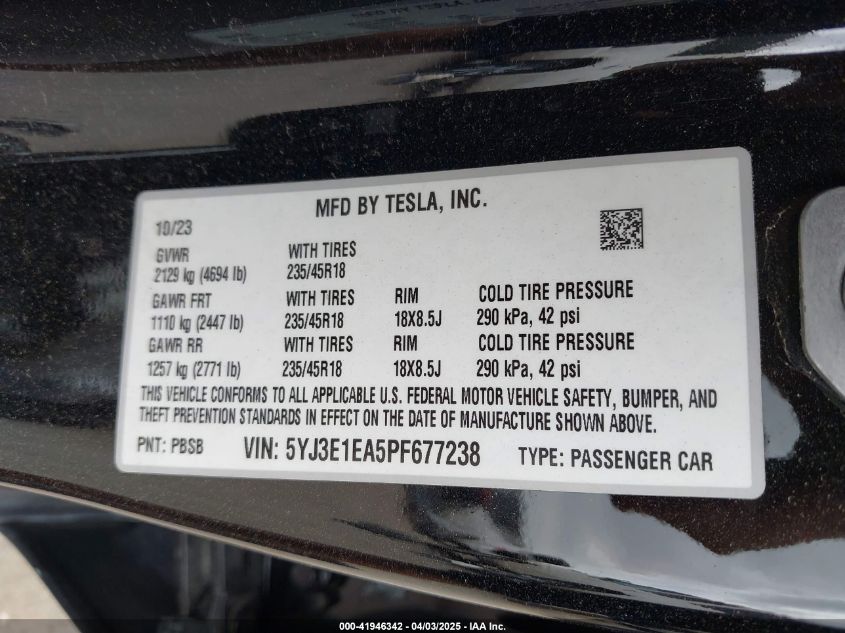 MFD BY TESLA, INC.
10/23
GVWR WITH TIRES
2129 kg (4694 lb) 235/45R18
GAWR FRT WITH TIRES RIM COLD TIRE PRESSURE
1110 kg (2447 lb) 235/45R18 18X8.5J 290 kPa, 42 psi
GAWR RR WITH TIRES RIM COLD TIRE PRESSURE
1257 kg (2771 lb) 235/45R18 18X8.5J 290 kPa, 42 psi
THIS VEHICLE CONFORMS TO ALL APPLICABLE U.S. FEDERAL MOTOR VEHICLE SAFETY, BUMPER, AND
THEFT PREVENTION STANDARDS IN EFFECT ON THE DATE OF MANUFACTURE SHOWN ABOVE.
PNT: PBSB VIN: 5YJ3E1EA5PF677238 TYPE: PASSENGER CAR
000-41946342 - 04/03/2025 - IAA Inc.